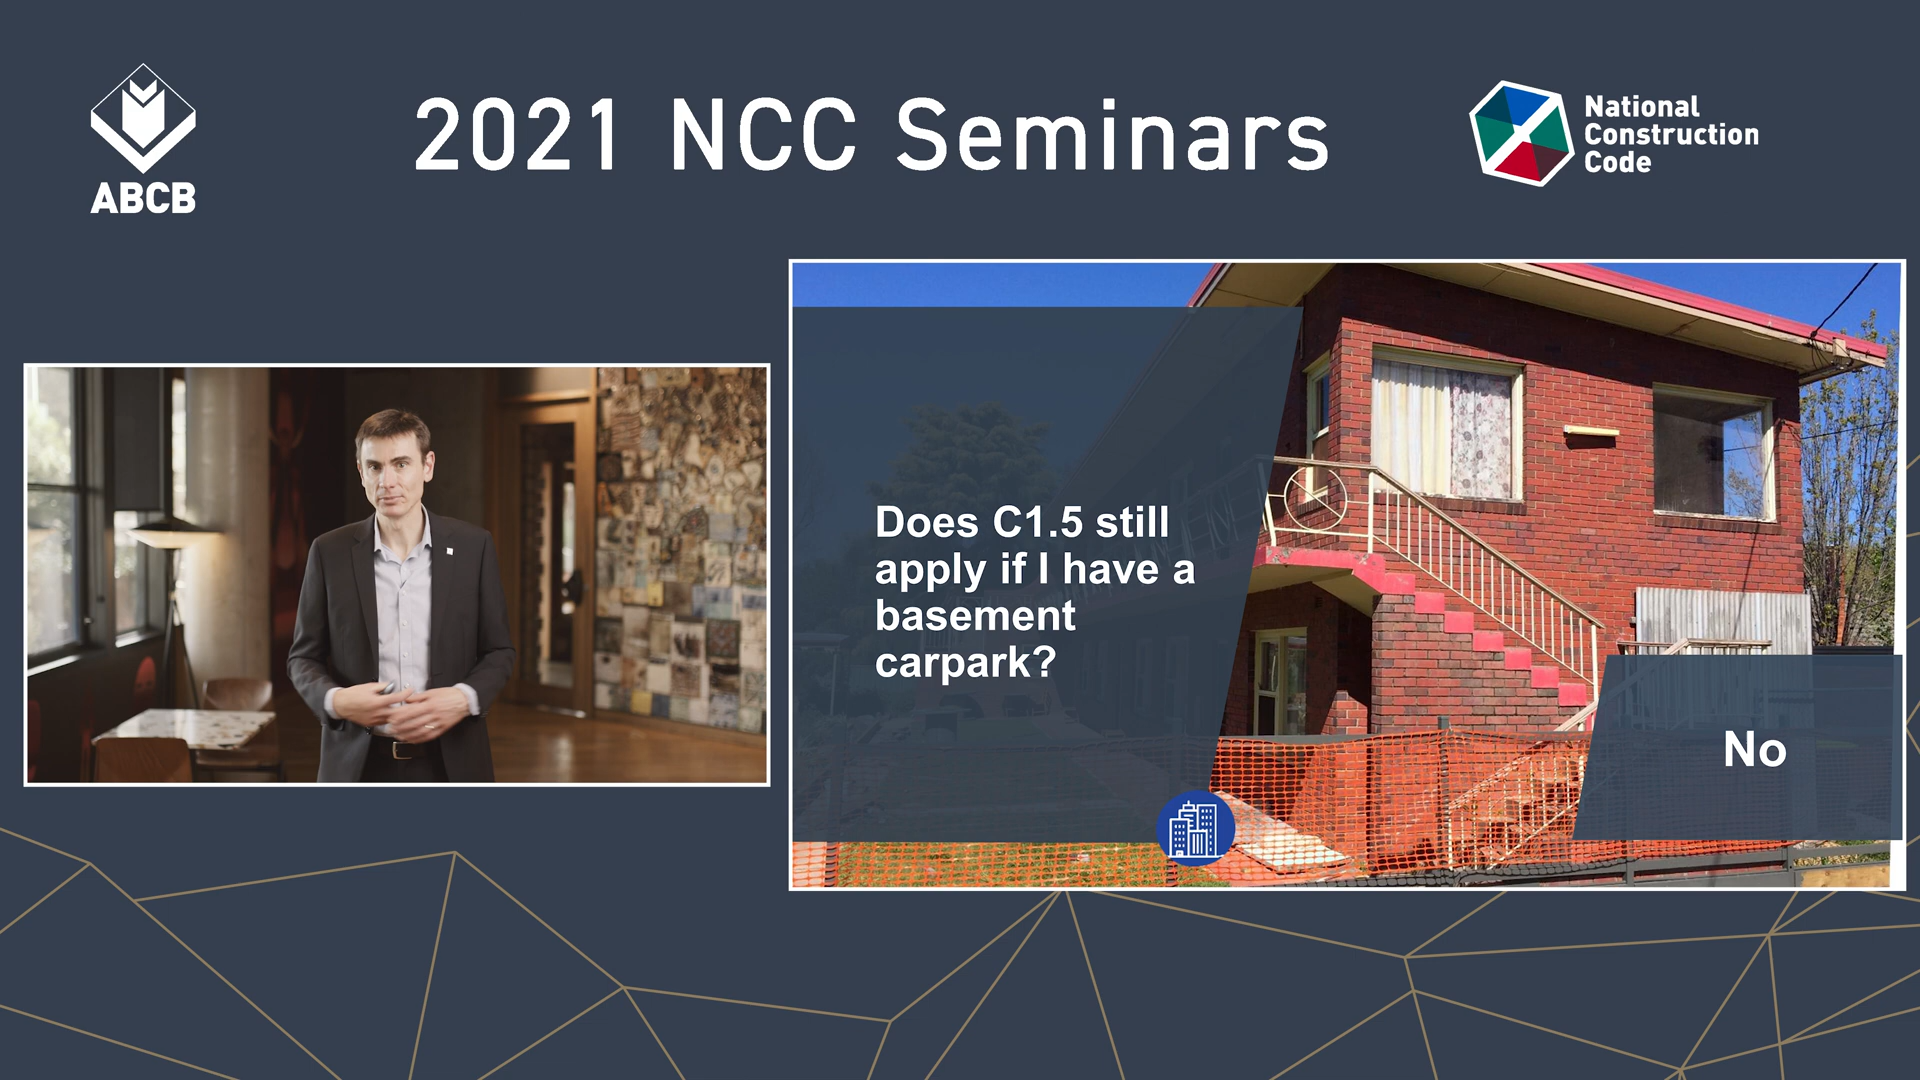 ABCB
2021 NCC Seminars
National
Construction
Code
Does C1.5 still
apply if I have a
basement
carpark?
No